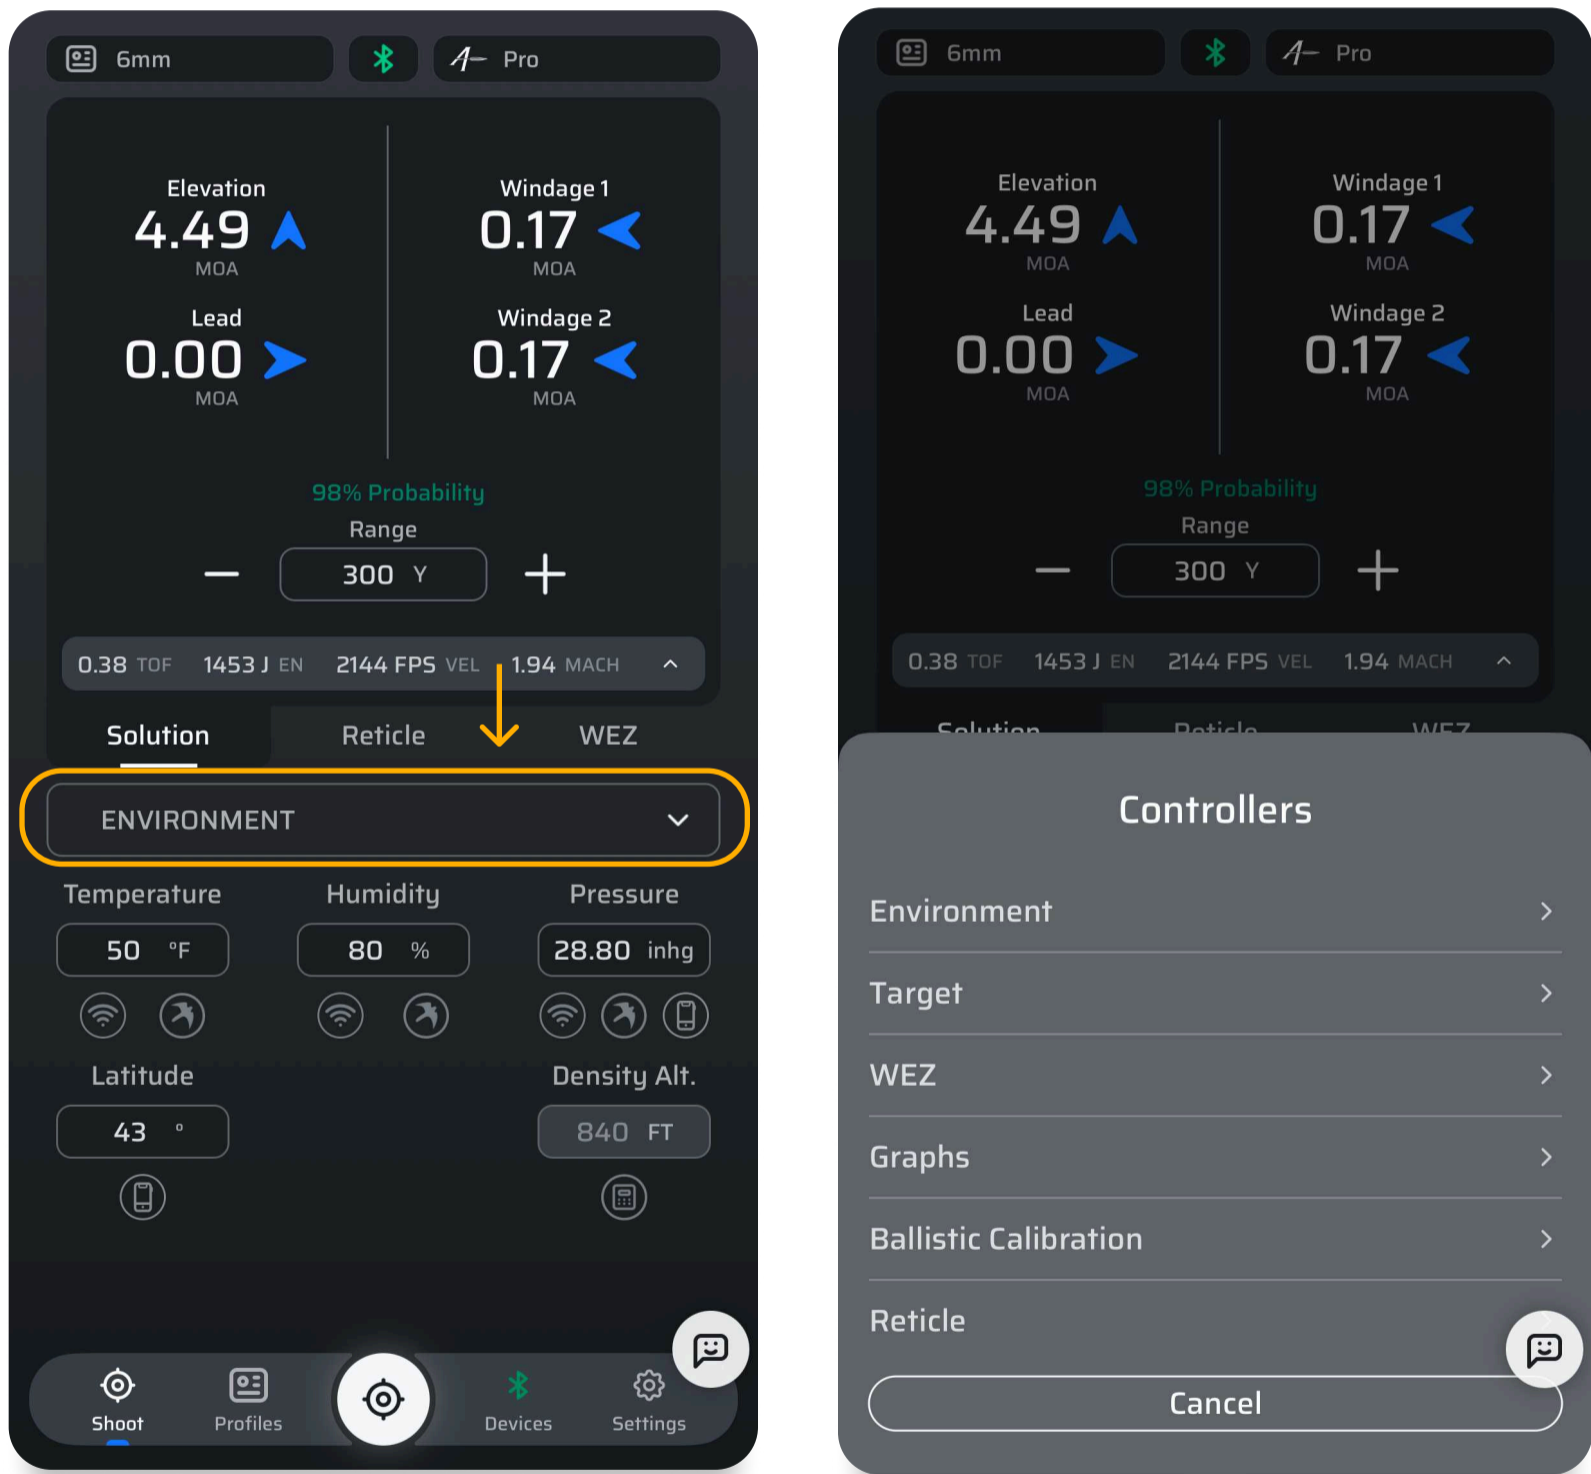 6mm
Pro
Elevation
Windage 1
4.49
0.17
MOA
MOA
Lead
Windage 2
0.00
0.17
MOA
MOA
98% Probability
Range
300 Y
0.38 TOF 1453 J EN 2144 FPS VEL 1.94 MACH
Solution Reticle WEZ
ENVIRONMENT
Temperature Humidity Pressure
50 °F 80 % 28.80 inhg
Latitude Density Alt.
43 ° 840 FT
Shoot Profiles Devices Settings
6mm
Pro
Elevation
Windage 1
4.49
0.17
MOA
MOA
Lead
Windage 2
0.00
0.17
MOA
MOA
98% Probability
Range
300 Y
0.38 TOF 1453 J EN 2144 FPS VEL 1.94 MACH
Solution Reticle WEZ
Controllers
Environment
Target
WEZ
Graphs
Ballistic Calibration
Reticle
Cancel